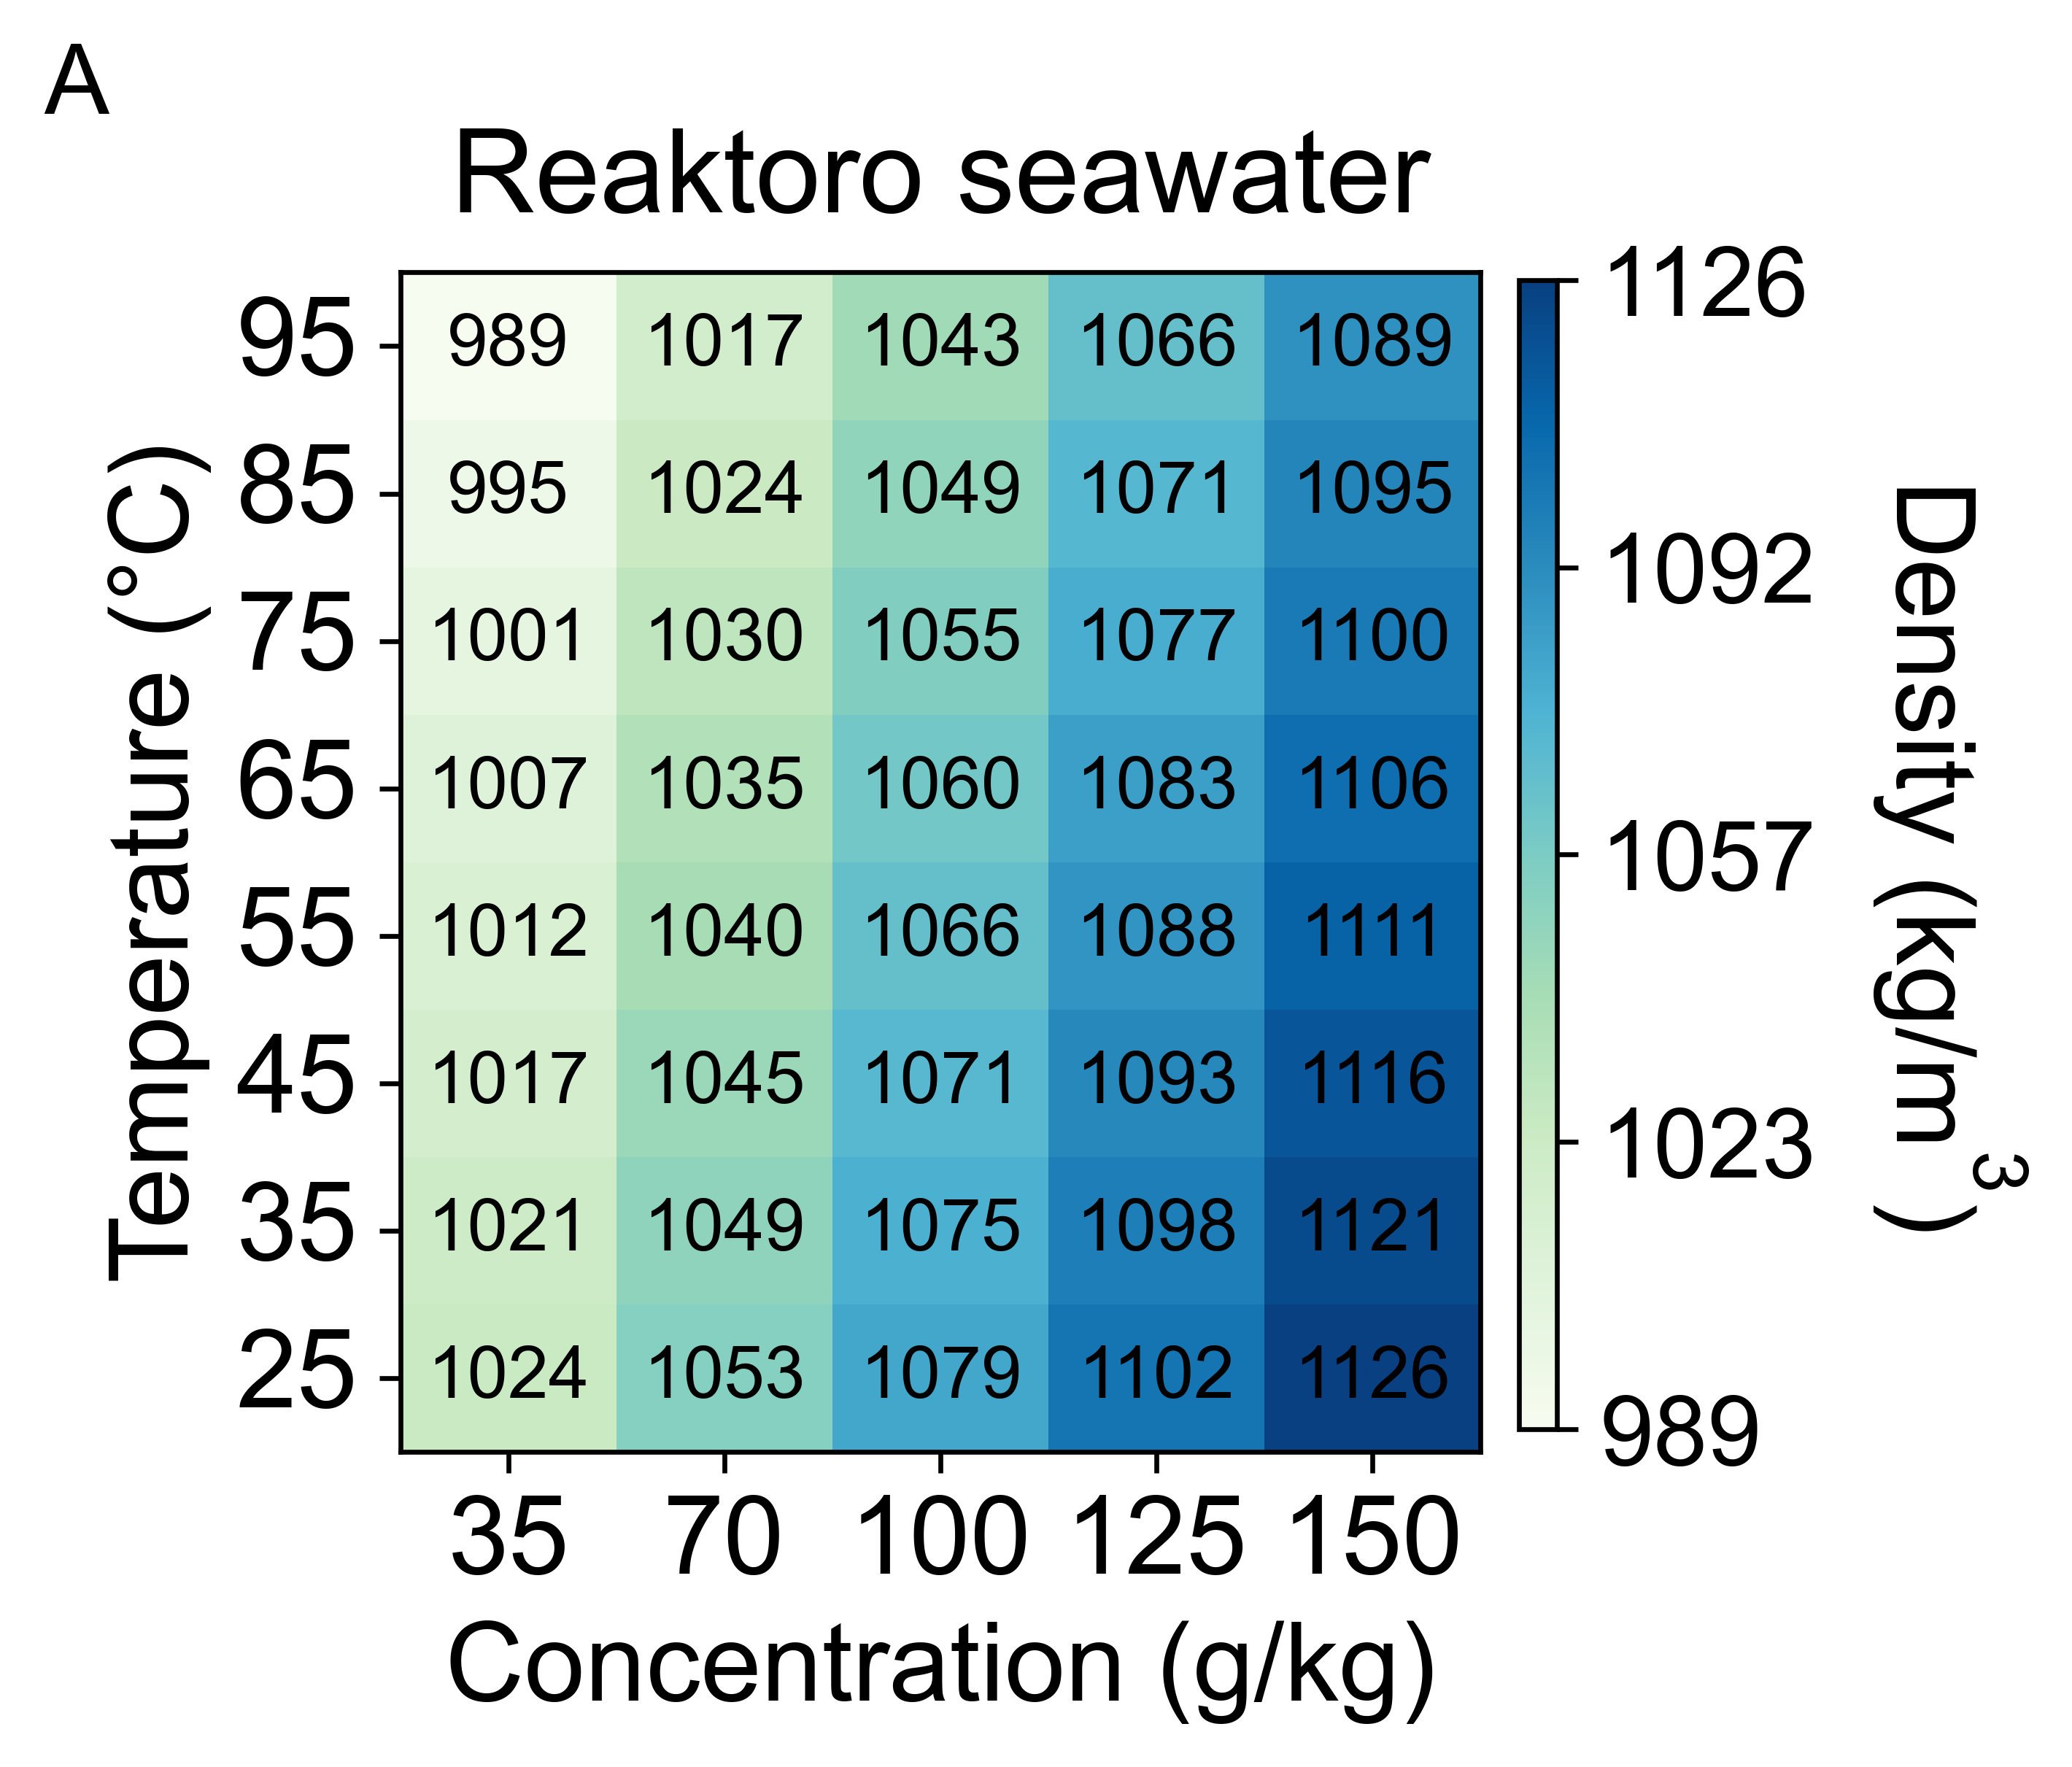 A
Reaktoro seawater
Temperature (°C)
95 989 1017 1043 1066 1089
85 995 1024 1049 1071 1095
75 1001 1030 1055 1077 1100
65 1007 1035 1060 1083 1106
55 1012 1040 1066 1088 1111
45 1017 1045 1071 1093 1116
35 1021 1049 1075 1098 1121
25 1024 1053 1079 1102 1126
35 70 100 125 150
Concentration (g/kg)
1126
1092
1057
1023
989
Density (kg/m³)